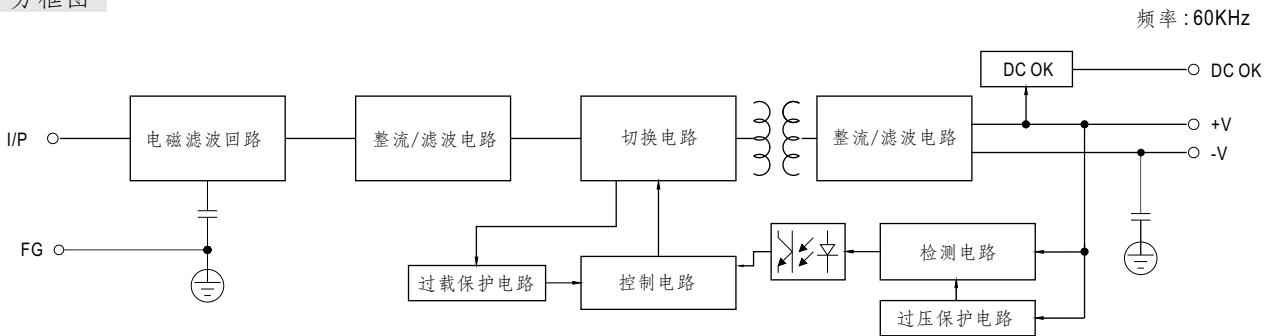 方框图
频率 : 60KHz
DC OK
DC OK
I/P
电磁滤波回路
整流/滤波电路
切换电路
整流/滤波电路
+V
-V
FG
过载保护电路
控制电路
检测电路
过压保护电路